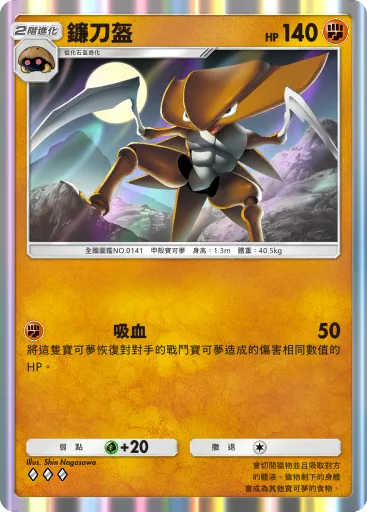 2階進化
鐮刀盔
HP 140
從化石盔進化
全國圖鑑NO.0141 甲殼寶可夢 身高：1.3m 體重：40.5kg
吸血 50
將這隻寶可夢恢復對對手的戰鬥寶可夢造成的傷害相同數值的
HP。
弱點 +20
撤退
Illus. Shin Nagasawa
會切開獵物並且吸取對方
的體液。獵物剩下的身體
會成為其他寶可夢的食物。